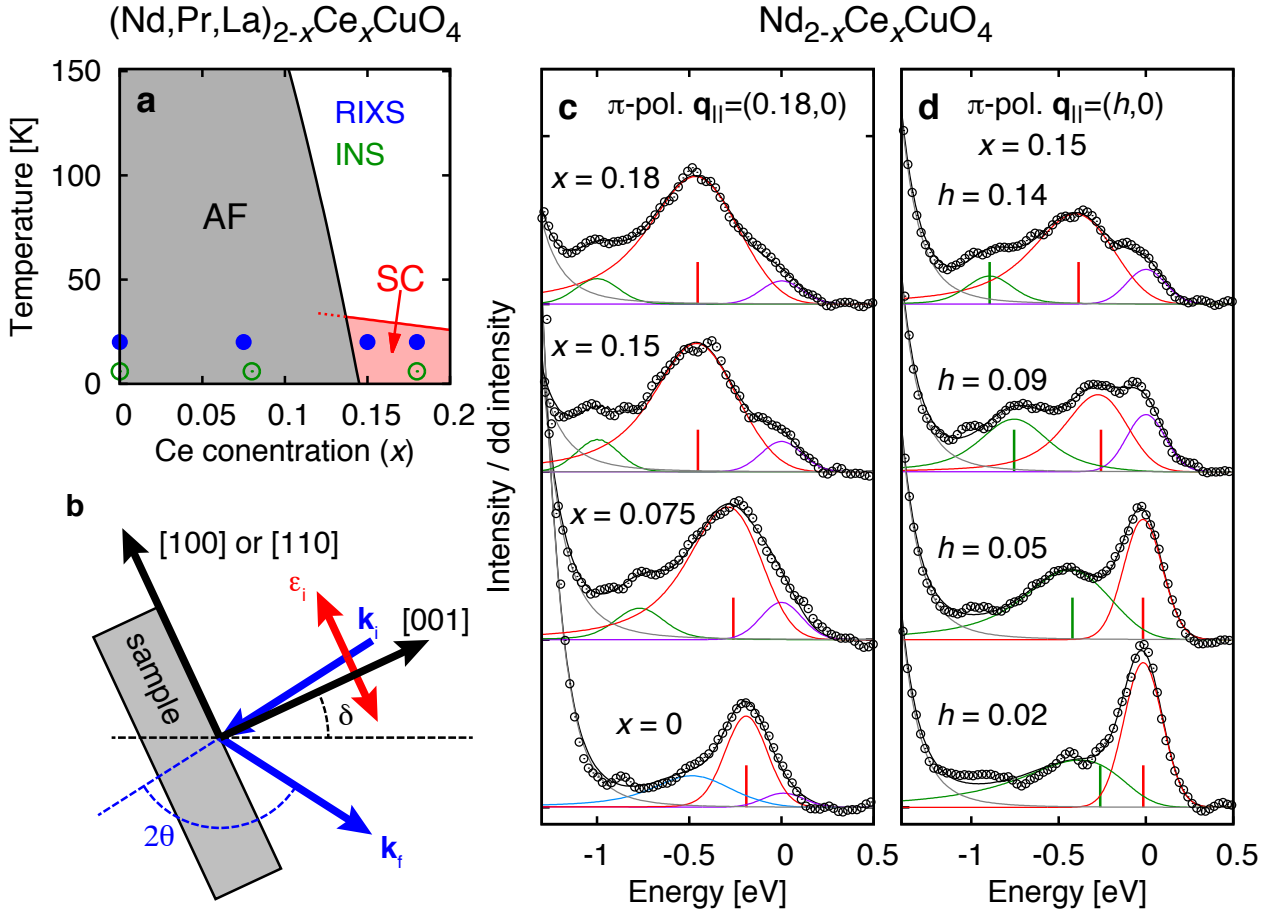 (Nd,Pr,La)2-xCexCuO4
Nd2-xCexCuO4
a
RIXS
INS
AF
SC
Temperature [K]
150
100
50
0
0 0.05 0.1 0.15 0.2
Ce conentration (x)
b
[100] or [110]
εi
ki
[001]
sample
δ
2θ
kf
c π-pol. q||=(0.18,0)
x = 0.18
x = 0.15
x = 0.075
x = 0
Intensity / dd intensity
-1 -0.5 0 0.5
Energy [eV]
d π-pol. q||=(h,0)
x = 0.15
h = 0.14
h = 0.09
h = 0.05
h = 0.02
-1 -0.5 0 0.5
Energy [eV]